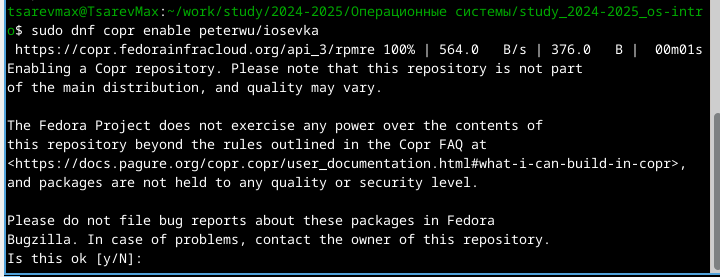 tsarevmax@TsarevMax:~/work/study/2024-2025/Операционные системы/study_2024-2025_os-intr
o$ sudo dnf copr enable peterwu/iosevka
https://copr.fedorainfracloud.org/api_3/rpmre 100% | 564.0   B/s | 376.0   B |  00m01s
Enabling a Copr repository. Please note that this repository is not part
of the main distribution, and quality may vary.

The Fedora Project does not exercise any power over the contents of
this repository beyond the rules outlined in the Copr FAQ at
<https://docs.pagure.org/copr.copr/user_documentation.html#what-i-can-build-in-copr>,
and packages are not held to any quality or security level.

Please do not file bug reports about these packages in Fedora
Bugzilla. In case of problems, contact the owner of this repository.
Is this ok [y/N]: